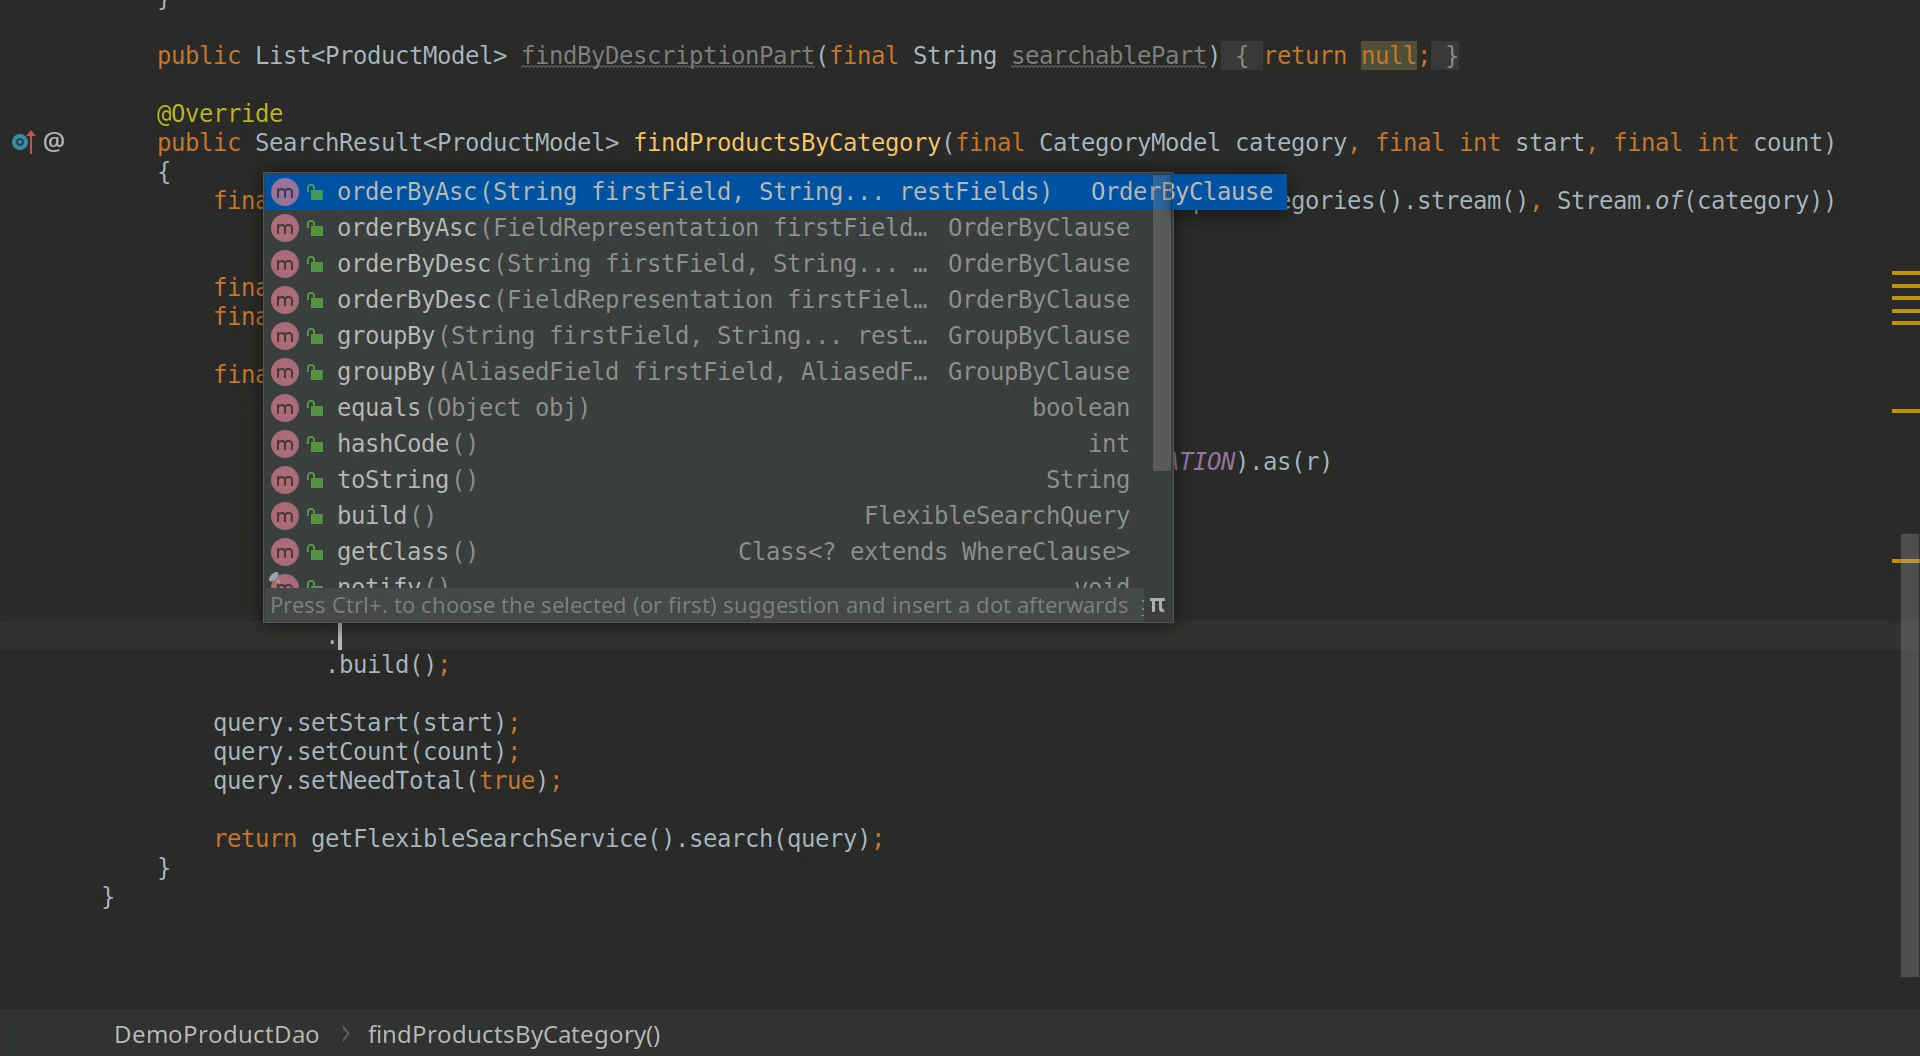 }
public List<ProductModel> findByDescriptionPart(final String searchablePart) { return null; }
@Override
@ public SearchResult<ProductModel> findProductsByCategory(final CategoryModel category, final int start, final int count)
{
orderByAsc(String firstField, String... restFields) OrderByClause
fina gories().stream(), Stream.of(category))
orderByAsc(FieldRepresentation firstField… OrderByClause
orderByDesc(String firstField, String... … OrderByClause
fina
orderByDesc(FieldRepresentation firstFiel… OrderByClause
fina
groupBy(String firstField, String... rest… GroupByClause
fina
groupBy(AliasedField firstField, AliasedF… GroupByClause
equals(Object obj) boolean
hashCode() int
ATION).as(r)
toString() String
build() FlexibleSearchQuery
getClass() Class<? extends WhereClause>
notify() void
Press Ctrl+. to choose the selected (or first) suggestion and insert a dot afterwards π
.
.build();
query.setStart(start);
query.setCount(count);
query.setNeedTotal(true);
return getFlexibleSearchService().search(query);
}
}
DemoProductDao > findProductsByCategory()